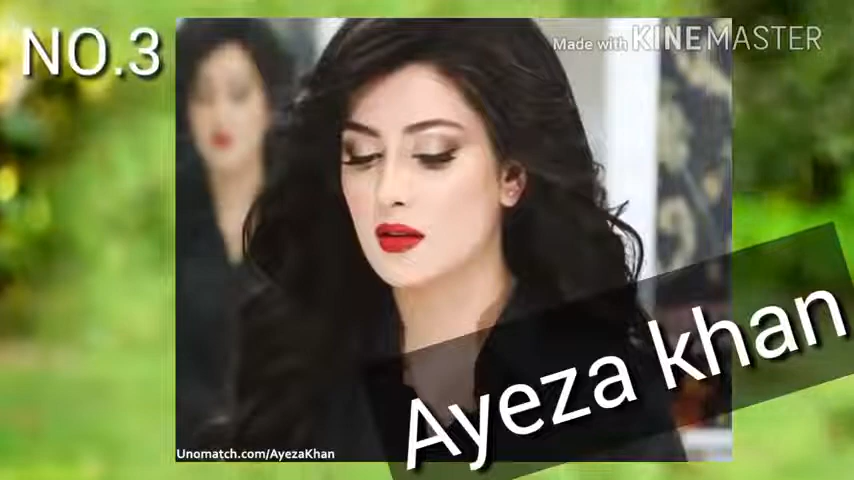 NO.3
Made with KINEMASTER
Ayeza khan
Unomatch.com/AyezaKhan